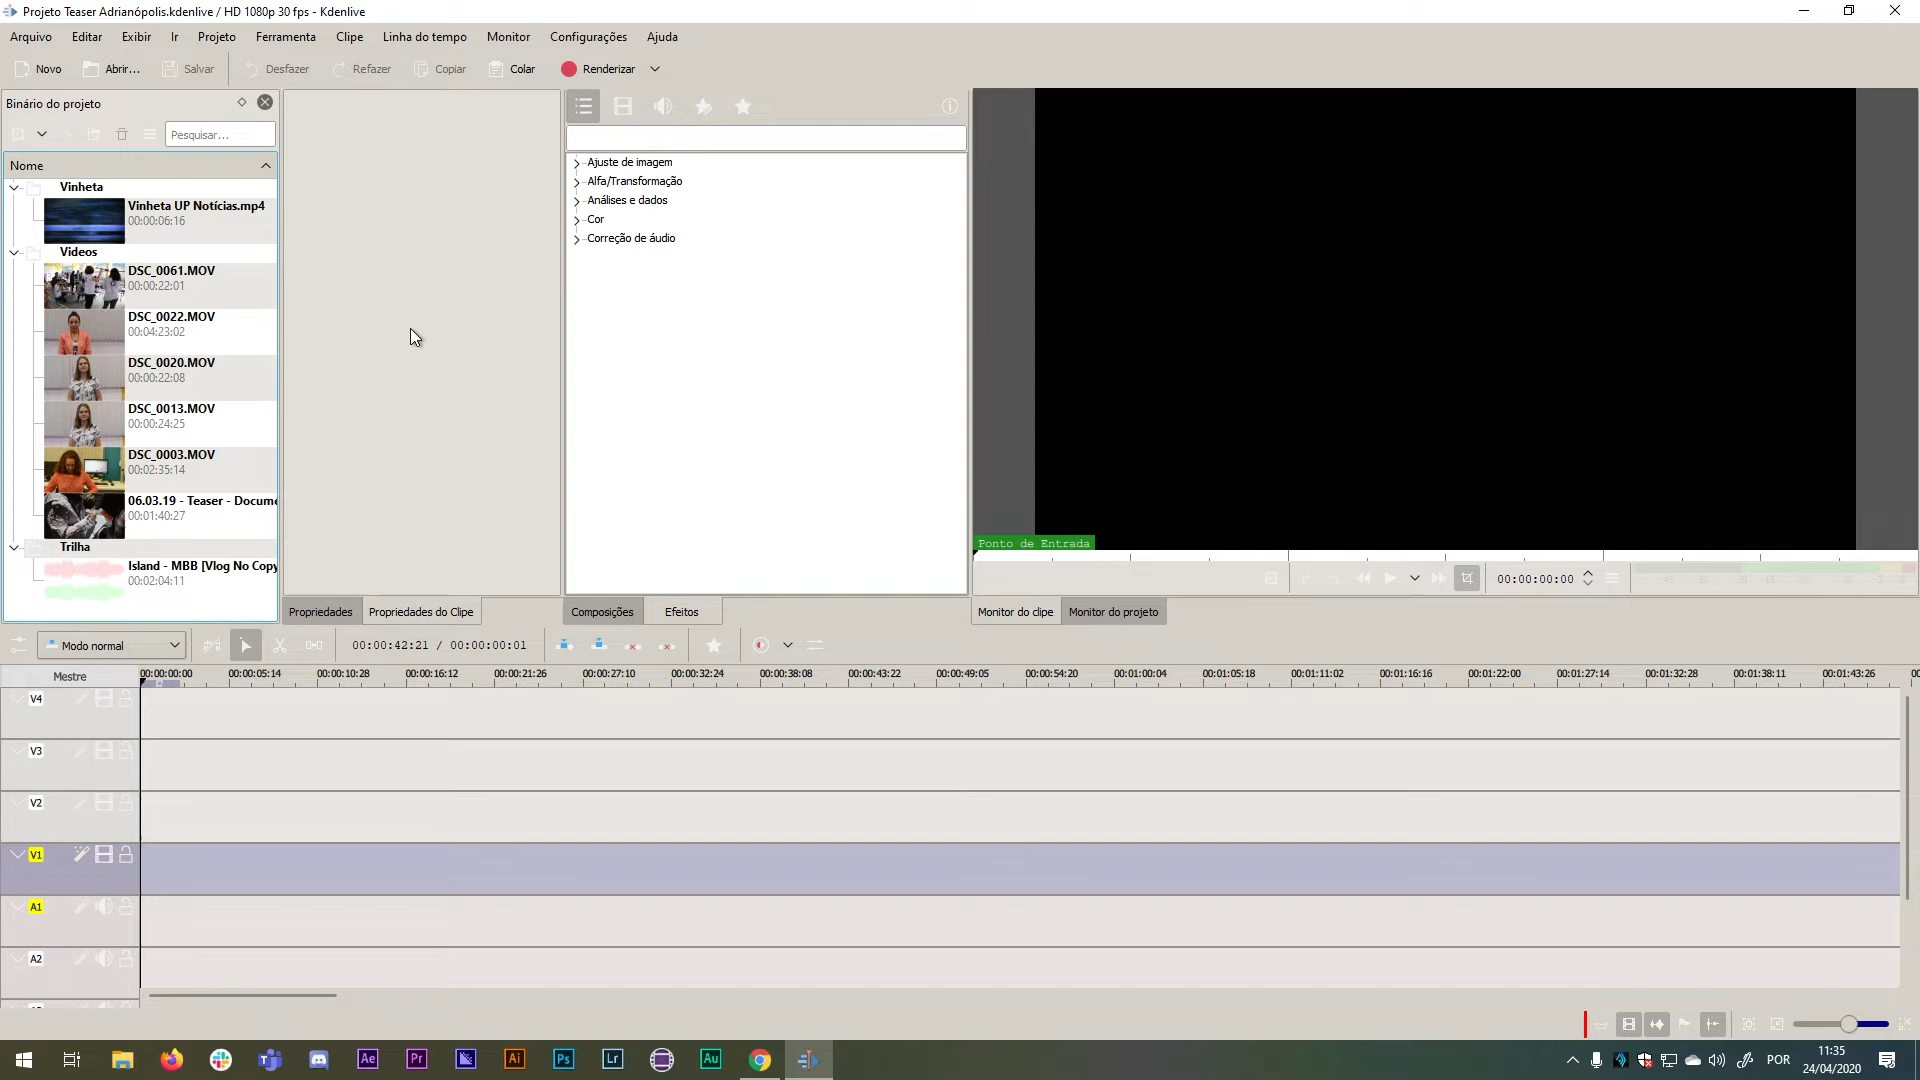 Projeto Teaser Adrianópolis.kdenlive / HD 1080p 30 fps - Kdenlive
Arquivo Editar Exibir Ir Projeto Ferramenta Clipe Linha do tempo Monitor Configurações Ajuda
Novo Abrir... Salvar Desfazer Refazer Copiar Colar Renderizar
Binário do projeto
Pesquisar...
Nome
Vinheta
Vinheta UP Notícias.mp4
00:00:06:16
Videos
DSC_0061.MOV
00:00:22:01
DSC_0022.MOV
00:04:23:02
DSC_0020.MOV
00:00:22:08
DSC_0013.MOV
00:00:24:25
DSC_0003.MOV
00:02:35:14
06.03.19 - Teaser - Docume
00:01:40:27
Trilha
Island - MBB [Vlog No Copy
00:02:04:11
Propriedades Propriedades do Clipe
Ajuste de imagem
Alfa/Transformação
Análises e dados
Cor
Correção de áudio
Composições Efeitos
Ponto de Entrada
00:00:00:00
Monitor do clipe Monitor do projeto
Modo normal 00:00:42:21 / 00:00:00:01
Mestre 00:00:00:00 00:00:05:14 00:00:10:28 00:00:16:12 00:00:21:26 00:00:27:10 00:00:32:24 00:00:38:08 00:00:43:22 00:00:49:05 00:00:54:20 00:01:00:04 00:01:05:18 00:01:11:02 00:01:16:16 00:01:22:00 00:01:27:14 00:01:32:28 00:01:38:11 00:01:43:26
V4
V3
V2
V1
A1
A2
Ae Pr Ai Ps Lr Au
POR
11:35
24/04/2020